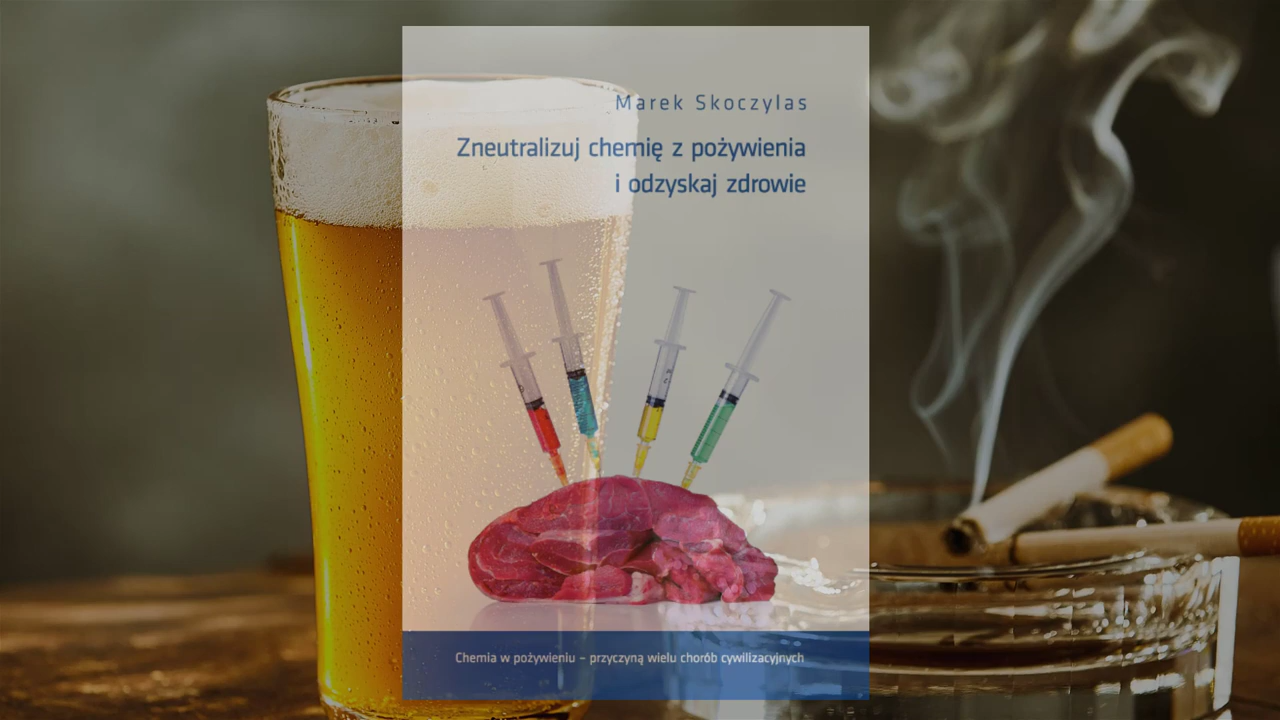 Marek Skoczylas
Zneutralizuj chemię z pożywienia
i odzyskaj zdrowie
Chemia w pożywieniu – przyczyną wielu chorób cywilizacyjnych